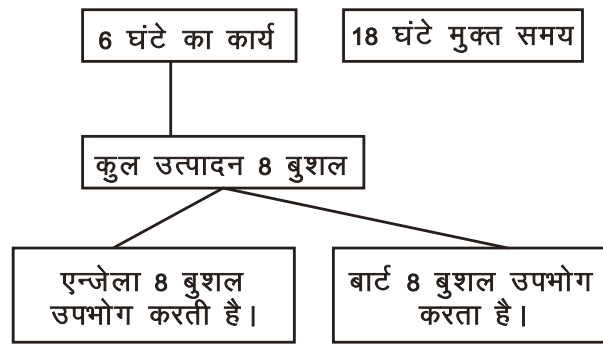 6 घंटे का कार्य
18 घंटे मुक्त समय
कुल उत्पादन 8 बुशल
एन्जेला 8 बुशल
उपभोग करती है।
बार्ट 8 बुशल उपभोग
करता है।